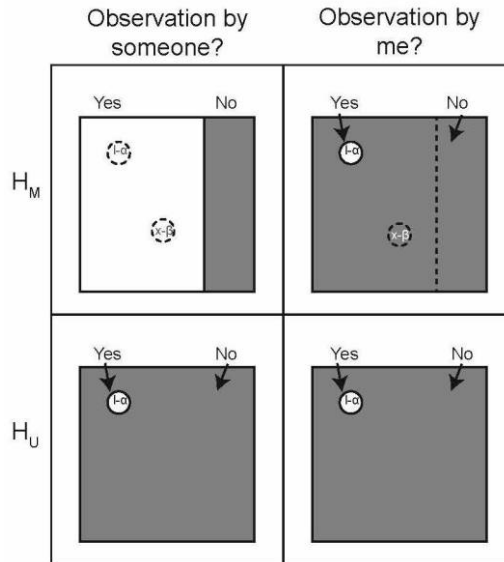 Observation by someone?
Observation by me?
H_M
Yes No
I-α
x-β
Yes No
I-α
x-β
H_U
Yes No
I-α
Yes No
I-α